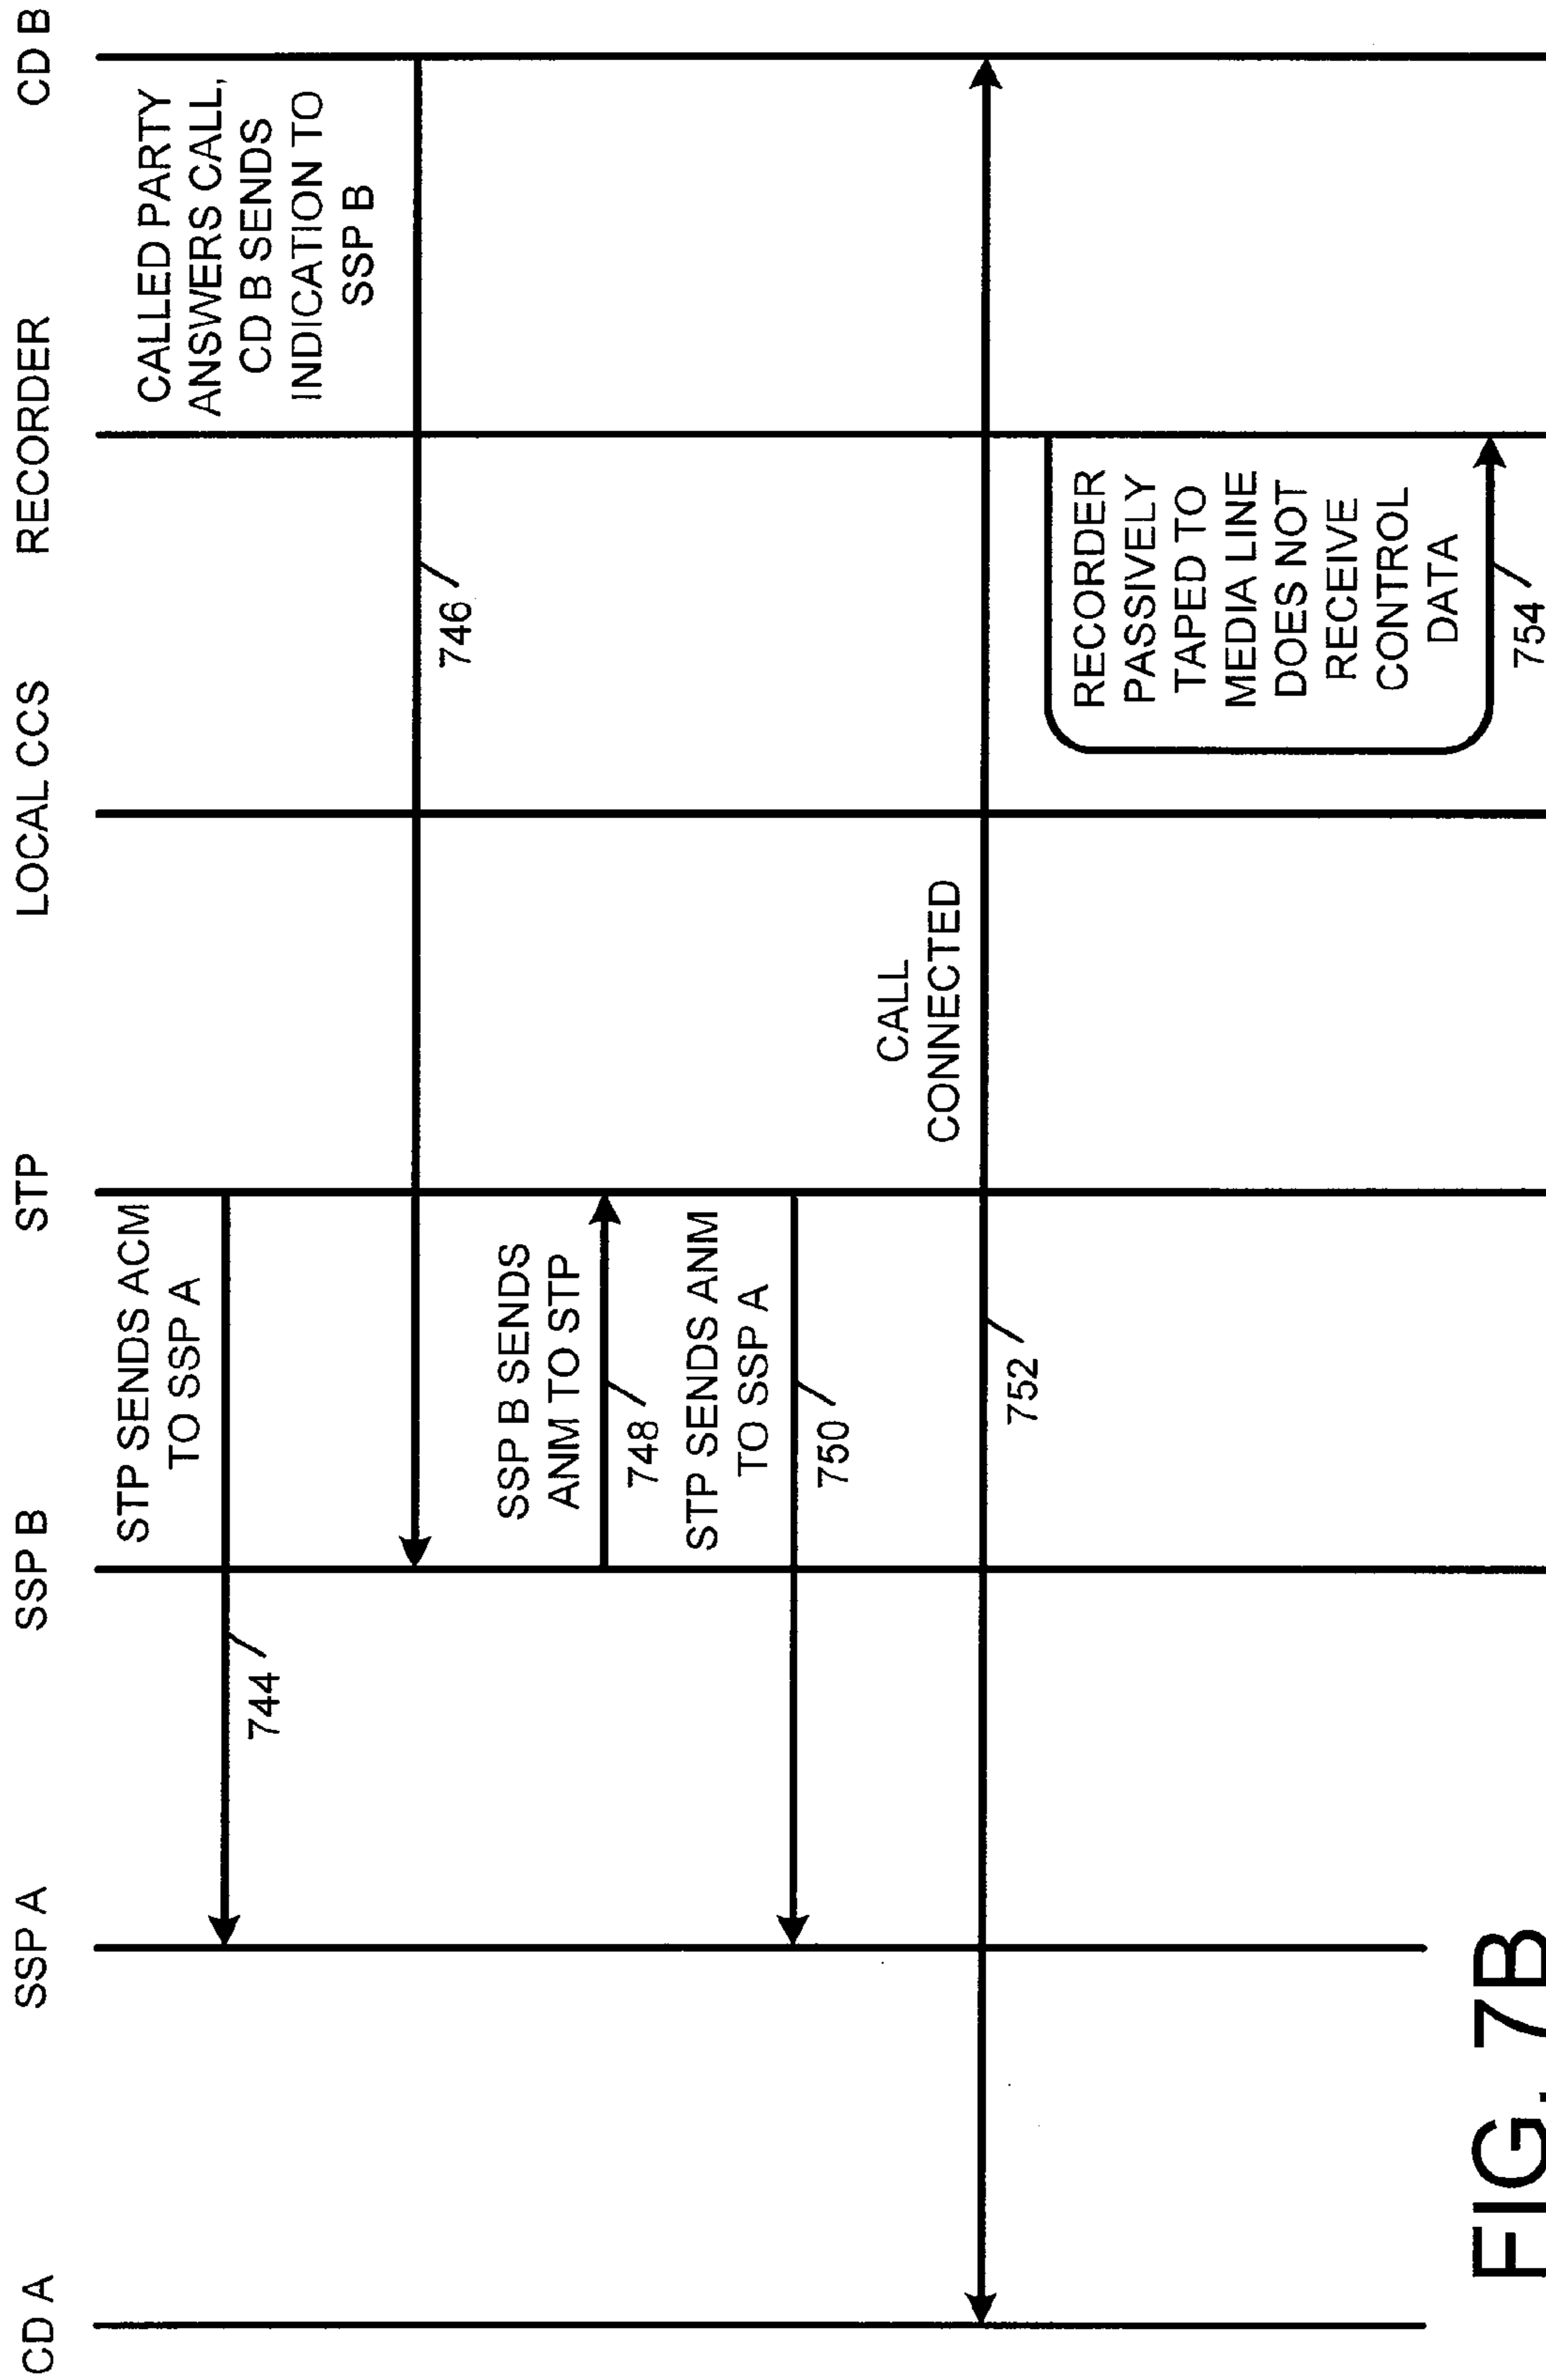 CD A
SSP A
SSP B
STP
LOCAL CCS
RECORDER
CD B
STP SENDS ACM
TO SSP A
744
CALLED PARTY
ANSWERS CALL,
CD B SENDS
INDICATION TO
SSP B
746
SSP B SENDS
ANM TO STP
748
STP SENDS ANM
TO SSP A
750
CALL
CONNECTED
752
RECORDER
PASSIVELY
TAPED TO
MEDIA LINE
DOES NOT
RECEIVE
CONTROL
DATA
754
FIG. 7B